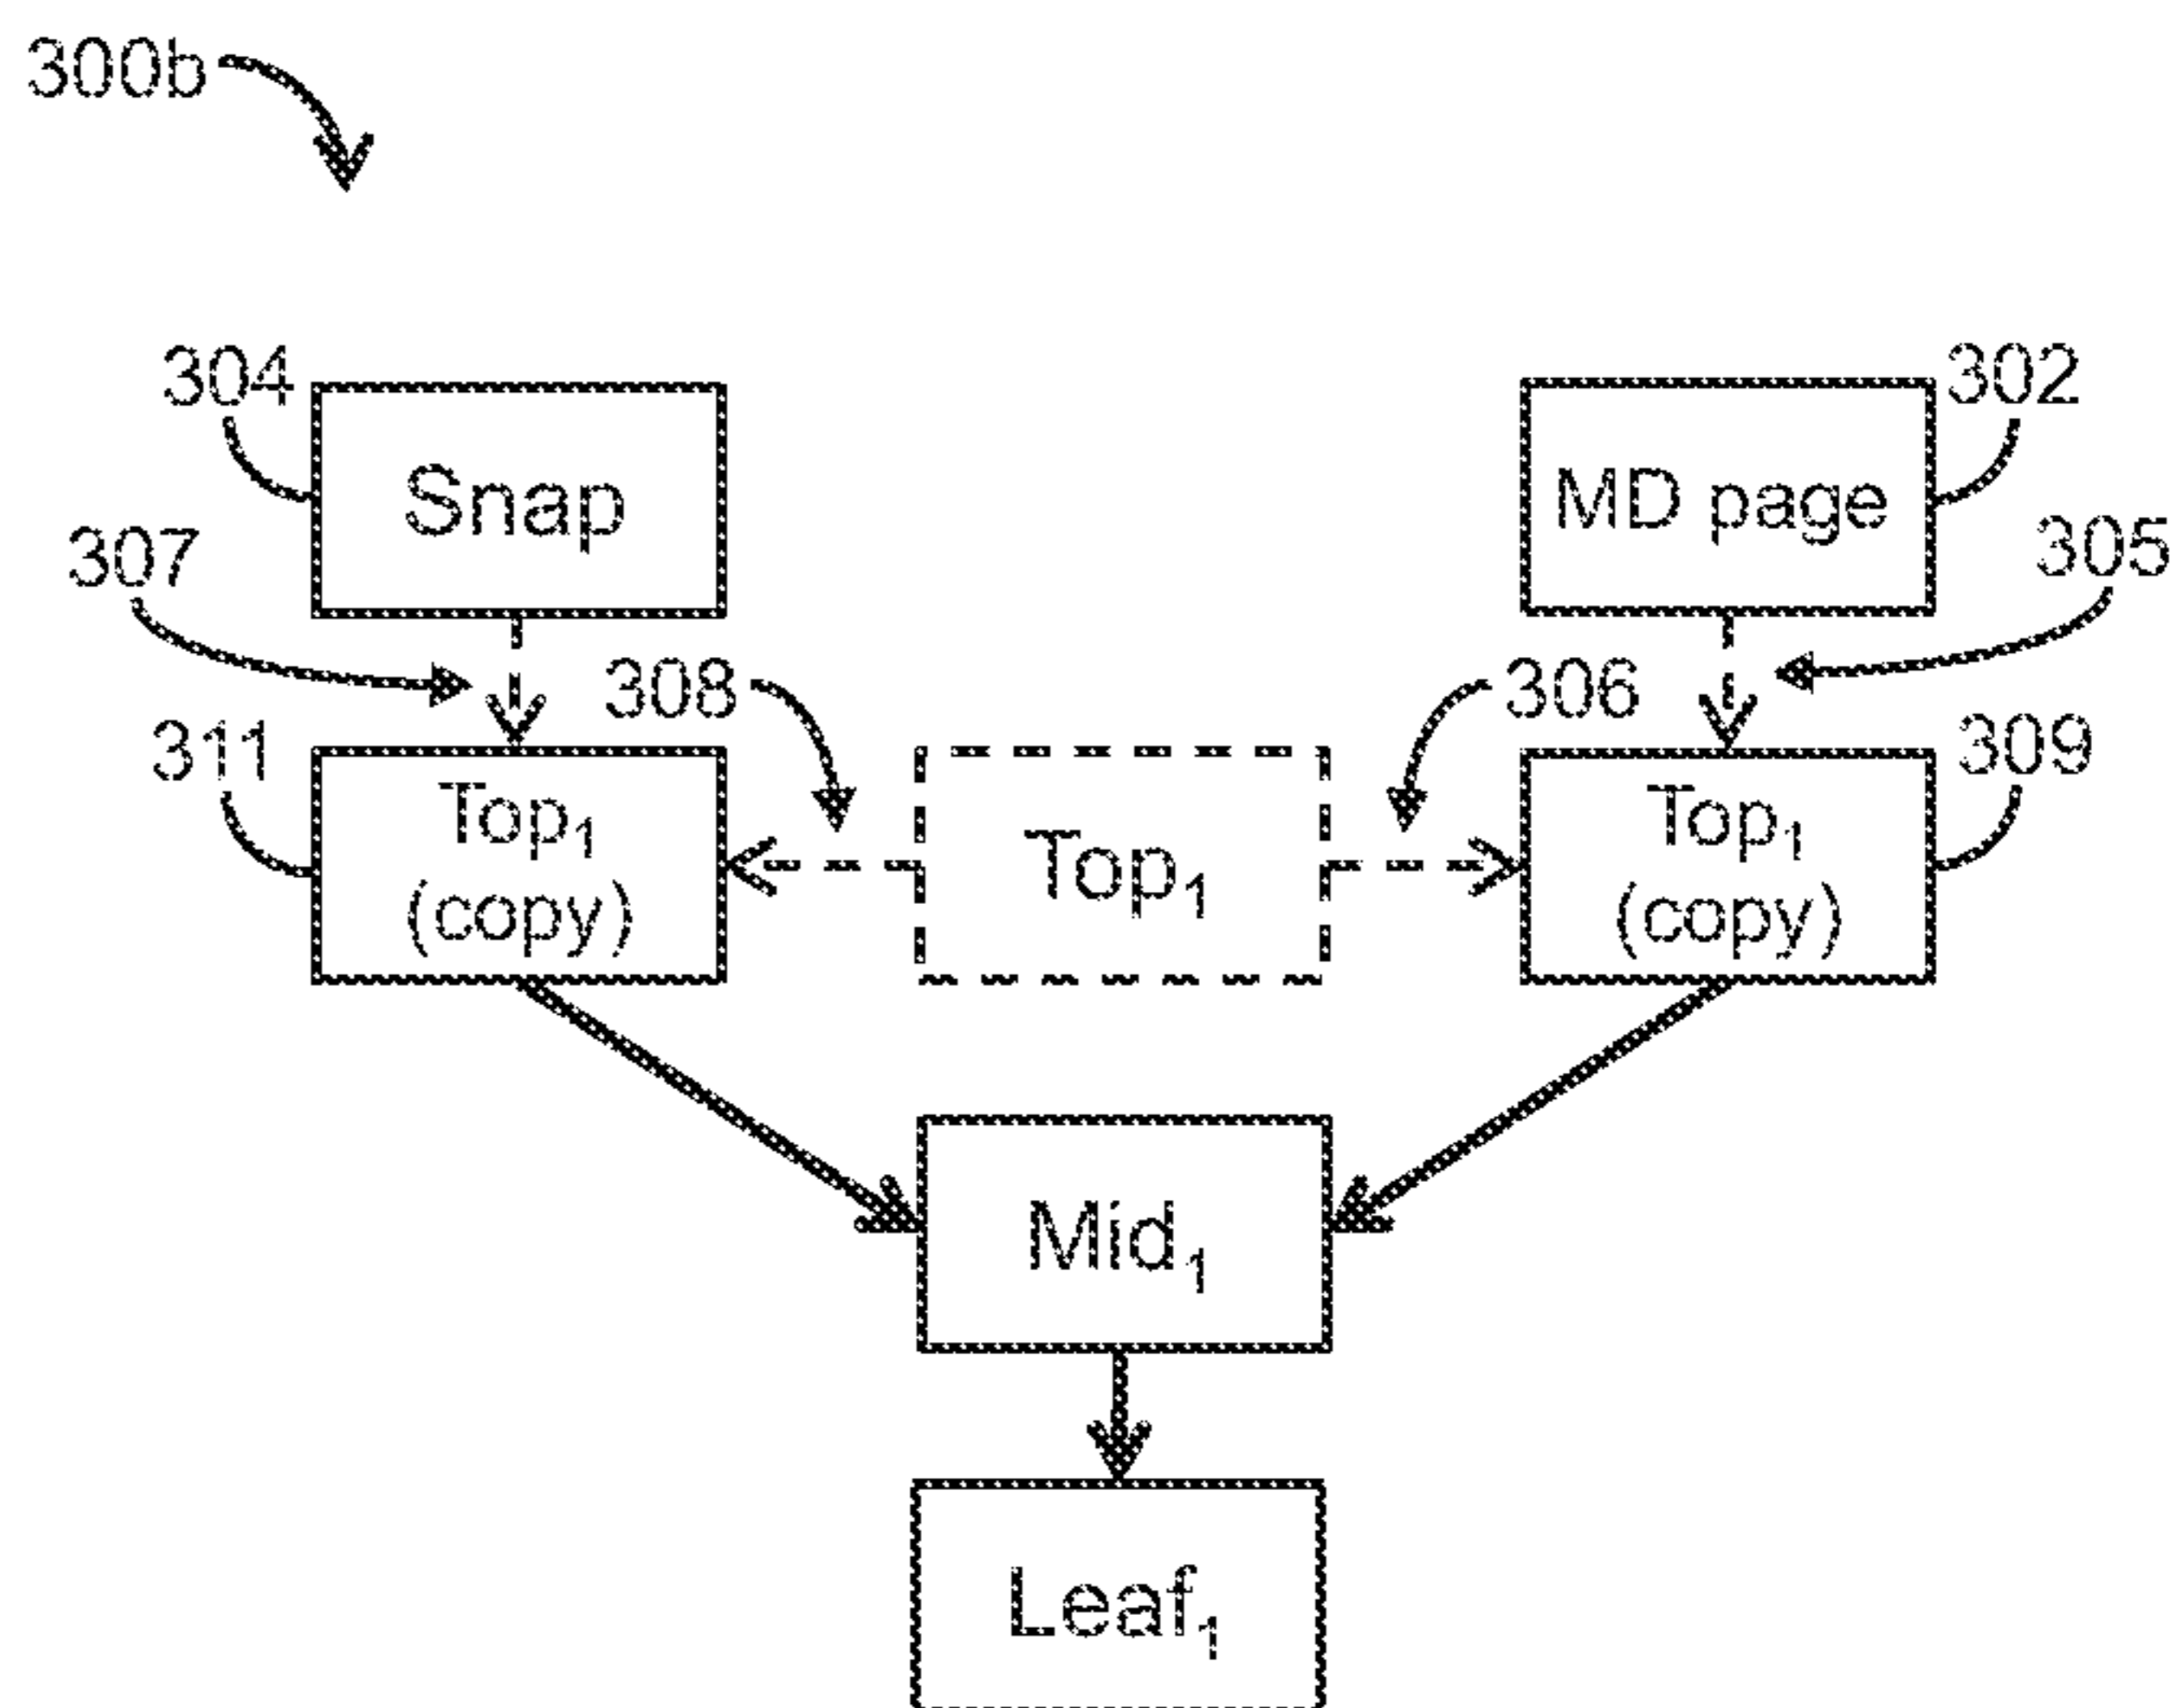 300b
304
302
Snap
MD page
307
305
308
306
311
309
Top₁
(copy)
Top₁
Top₁
(copy)
Mid₁
Leaf₁